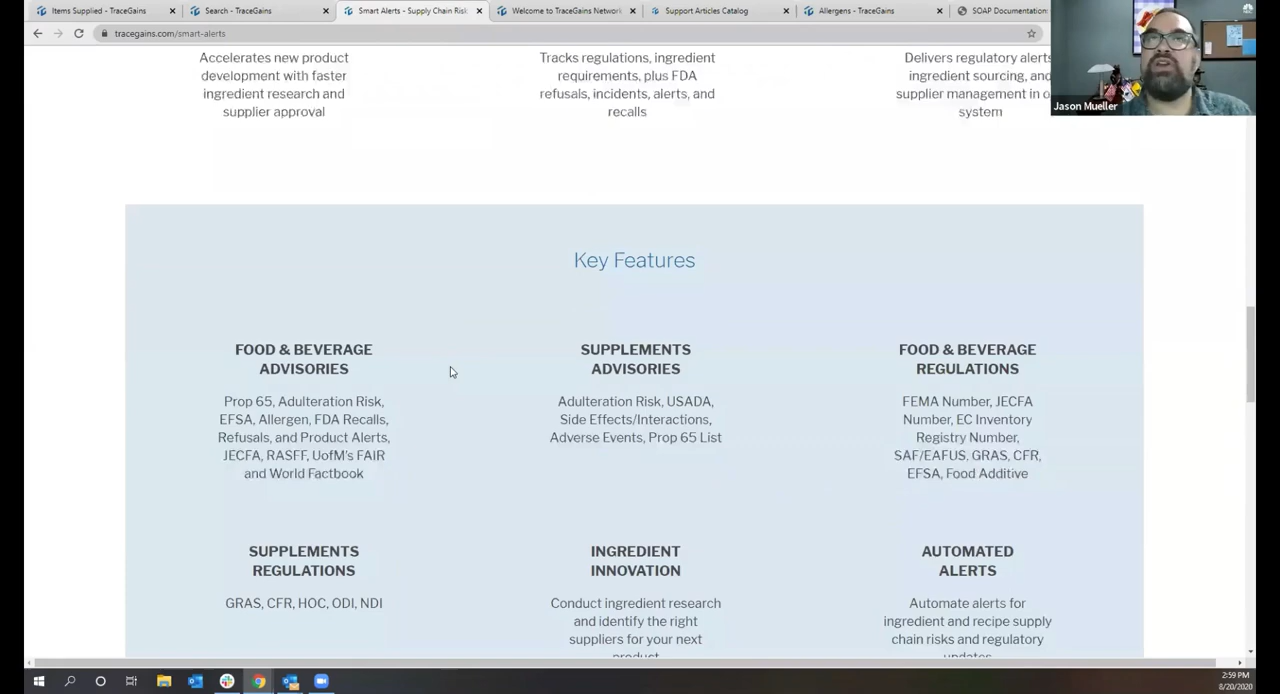 Items Supplied - TraceGains
Search - TraceGains
Smart Alerts - Supply Chain Risk
Welcome to TraceGains Network
Support Articles Catalog
Allergens - TraceGains
SOAP Documentation
tracegains.com/smart-alerts
Accelerates new product
development with faster
ingredient research and
supplier approval
Tracks regulations, ingredient
requirements, plus FDA
refusals, incidents, alerts, and
recalls
Delivers regulatory alerts
ingredient sourcing, and
supplier management in o
system
Jason Mueller
Key Features
FOOD & BEVERAGE
ADVISORIES
Prop 65, Adulteration Risk,
EFSA, Allergen, FDA Recalls,
Refusals, and Product Alerts,
JECFA, RASFF, UofM's FAIR
and World Factbook
SUPPLEMENTS
ADVISORIES
Adulteration Risk, USADA,
Side Effects/Interactions,
Adverse Events, Prop 65 List
FOOD & BEVERAGE
REGULATIONS
FEMA Number, JECFA
Number, EC Inventory
Registry Number,
SAF/EAFUS, GRAS, CFR,
EFSA, Food Additive
SUPPLEMENTS
REGULATIONS
GRAS, CFR, HOC, ODI, NDI
INGREDIENT
INNOVATION
Conduct ingredient research
and identify the right
suppliers for your next
product
AUTOMATED
ALERTS
Automate alerts for
ingredient and recipe supply
chain risks and regulatory
updates
2:59 PM
8/20/2020